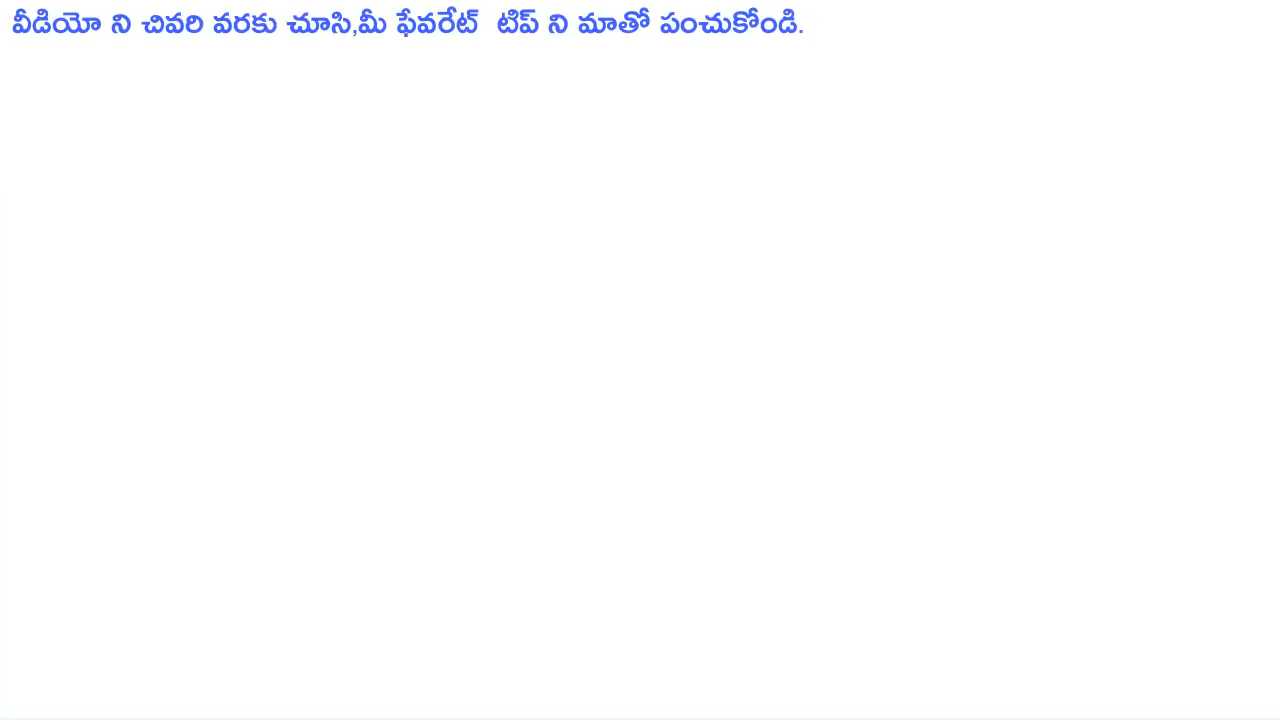 వీడియో ని చివరి వరకు చూసి,మీ ఫేవరేట్  టిప్ ని మాతో పంచుకోండి.